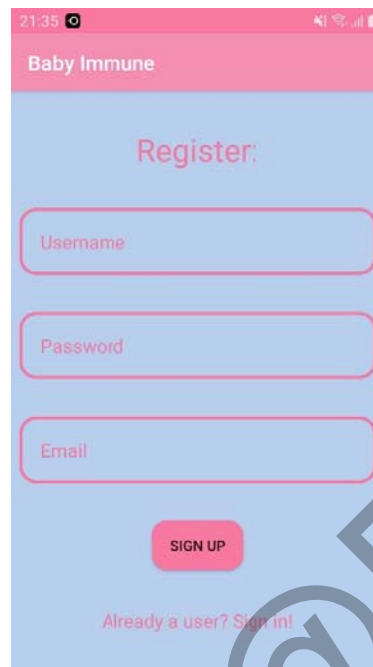 21:35
Baby Immune
Register:
Username
Password
Email
SIGN UP
Already a user? Sign in!
@